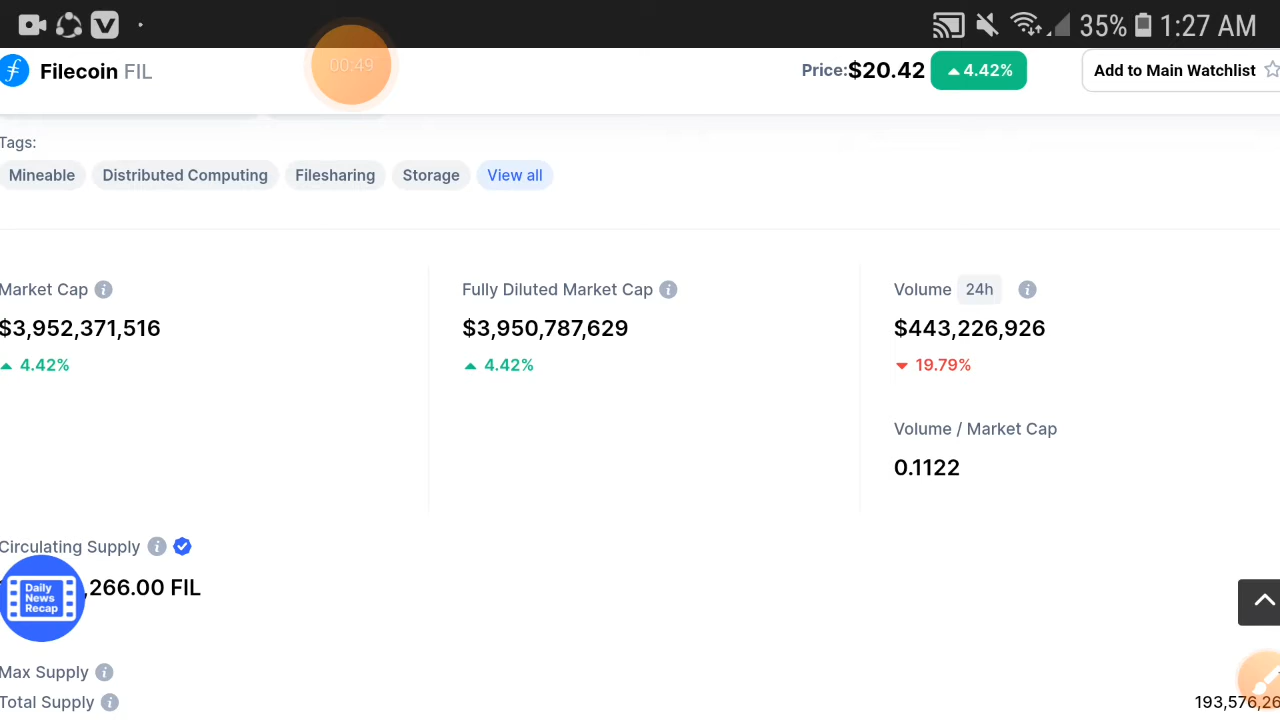 35% 1:27 AM
Filecoin FIL
00:49
Price:$20.42
4.42%
Add to Main Watchlist
Tags:
Mineable
Distributed Computing
Filesharing
Storage
View all
Market Cap
$3,952,371,516
4.42%
Fully Diluted Market Cap
$3,950,787,629
4.42%
Volume 24h
$443,226,926
19.79%
Volume / Market Cap
0.1122
Circulating Supply
,266.00 FIL
Daily
News
Recap
Max Supply
Total Supply
193,576,26